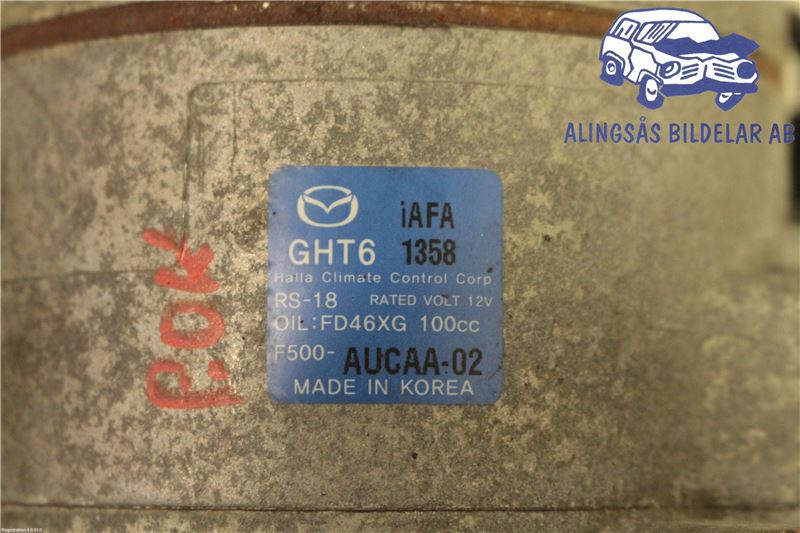 ALINGSÅS BILDELAR AB
iAFA
GHT6 1358
Halla Climate Control Corp.
RS-18 RATED VOLT 12V
OIL:FD46XG 100cc
F500-AUCAA-02
MADE IN KOREA
P.OK